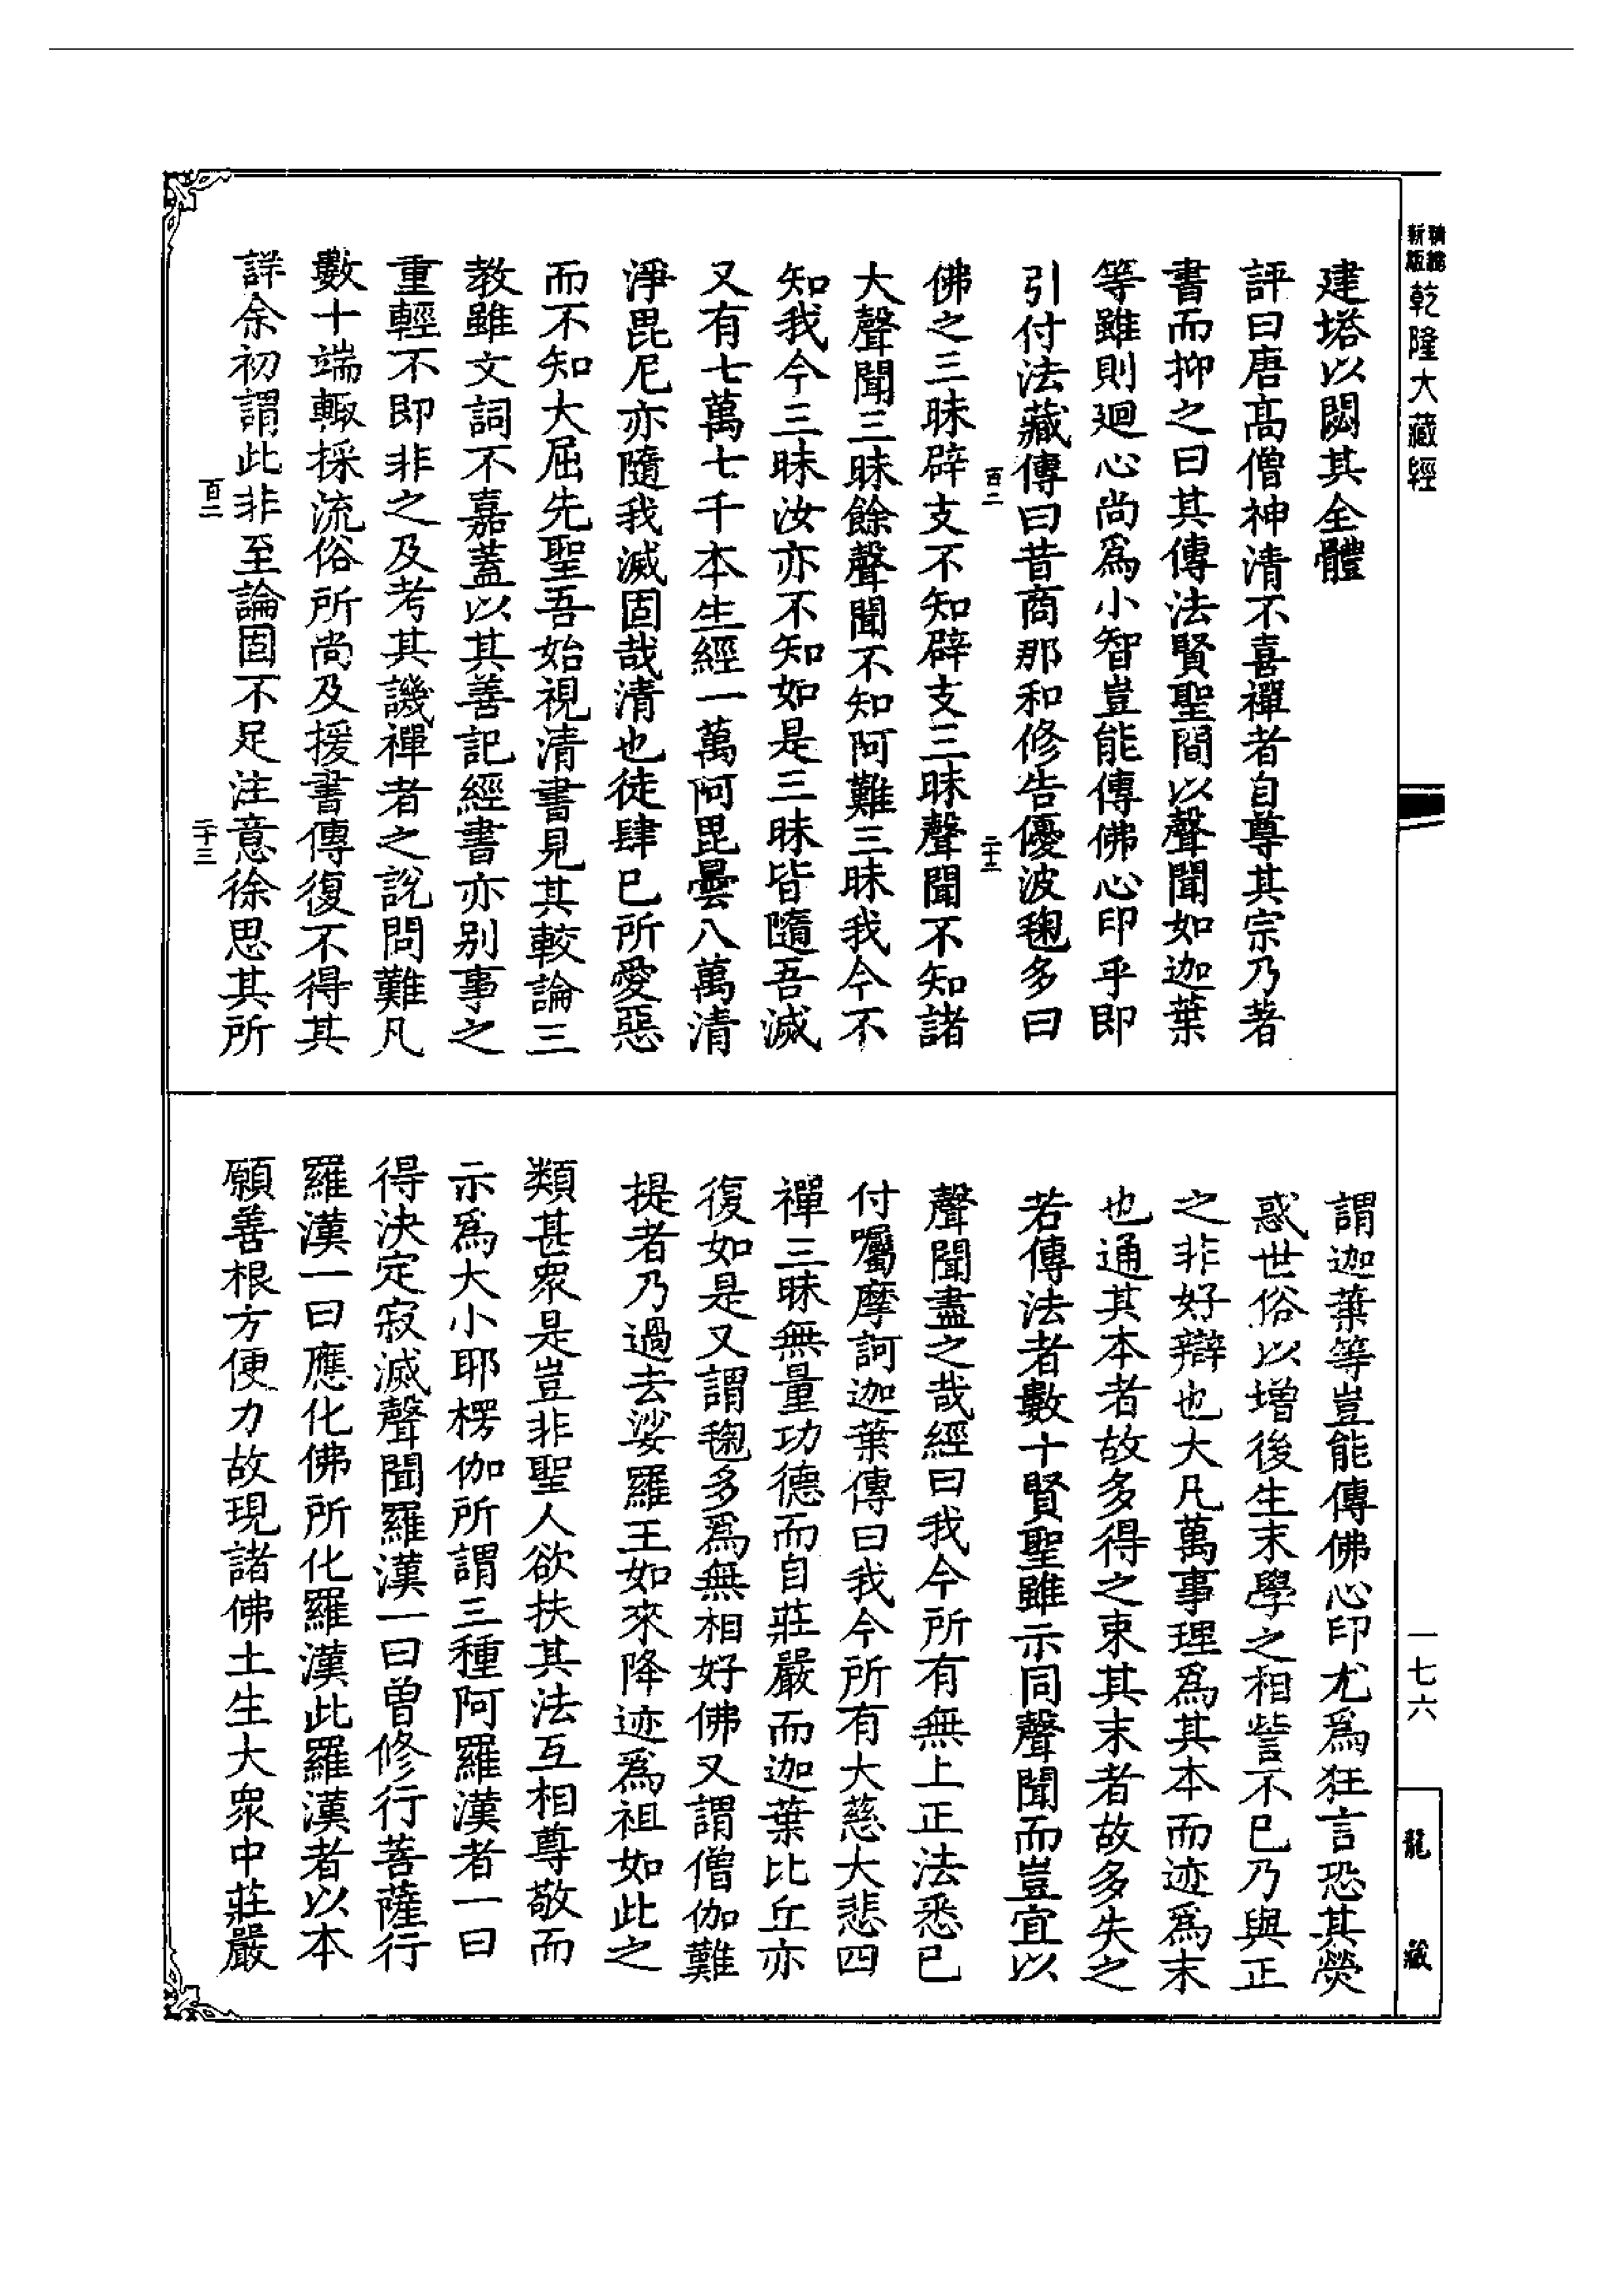 新版
精縮
乾隆大藏經
一七六
龍藏
建塔以閟其全體
評曰唐髙僧神清不喜禪者自尊其宗乃著
書而抑之曰其傳法賢聖間以聲聞如迦葉
等雖則迴心尚爲小智豈能傳佛心印乎即
引付法藏傳曰昔商那和修告優波毱多曰
佛之三昧辟支不知辟支三昧聲聞不知諸
大聲聞三昧餘聲聞不知阿難三昧我今不
知我今三昧汝亦不知如是三昧皆隨吾滅
又有七萬七千本生經一萬阿毘曇八萬清
淨毘尼亦隨我滅固哉清也徒肆巳所愛惡
而不知大屈先聖吾始視清書見其較論三
教雖文詞不嘉蓋以其善記經書亦别事之
重輕不即非之及考其譏禪者之說問難凡
數十端輙採流俗所尚及援書傳復不得其
詳余初謂此非至論固不足注意徐思其所
百二
二十三
百二
二十三
謂迦葉等豈能傳佛心印尤爲狂言恐其熒
惑世俗以增後生末學之相訾不已乃與正
之非好辯也大凡萬事理爲其本而迹爲末
也通其本者故多得之束其末者故多失之
若傳法者數十賢聖雖示同聲聞而豈宜以
聲聞盡之哉經曰我今所有無上正法悉已
付囑摩訶迦葉傳曰我今所有大慈大悲四
禪三昧無量功德而自莊嚴而迦葉比丘亦
復如是又謂毱多爲無相好佛又謂僧伽難
提者乃過去娑羅王如來降迹爲祖如此之
類甚衆是豈非聖人欲扶其法互相尊敬而
示爲大小耶楞伽所謂三種阿羅漢者一曰
得決定寂滅聲聞羅漢一曰曾修行菩薩行
羅漢一曰應化佛所化羅漢此羅漢者以本
願善根方便力故現諸佛土生大衆中莊嚴